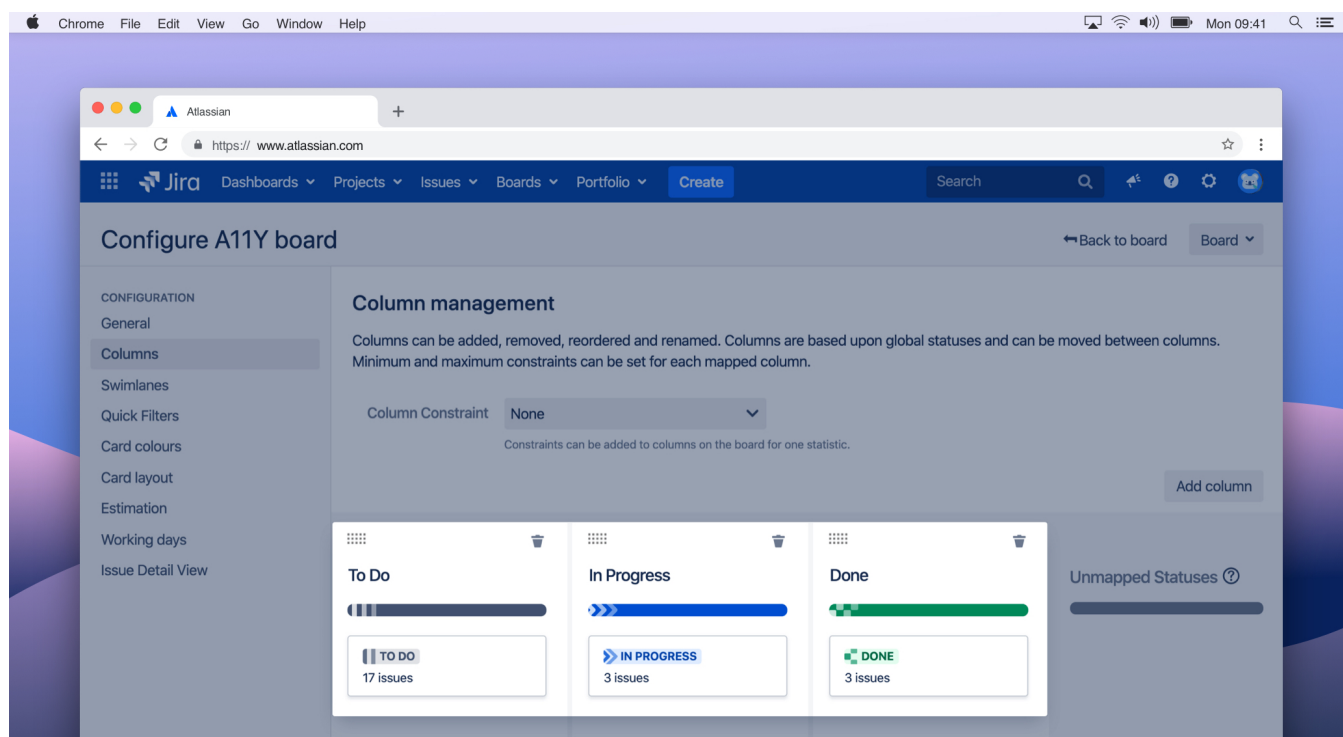 Chrome File Edit View Go Window Help Mon 09:41
Atlassian
https:// www.atlassian.com
Jira Dashboards Projects Issues Boards Portfolio Create Search
Configure A11Y board Back to board Board
CONFIGURATION
General
Columns
Swimlanes
Quick Filters
Card colours
Card layout
Estimation
Working days
Issue Detail View
Column management
Columns can be added, removed, reordered and renamed. Columns are based upon global statuses and can be moved between columns.
Minimum and maximum constraints can be set for each mapped column.
Column Constraint None
Constraints can be added to columns on the board for one statistic.
Add column
To Do
TO DO
17 issues
In Progress
IN PROGRESS
3 issues
Done
DONE
3 issues
Unmapped Statuses